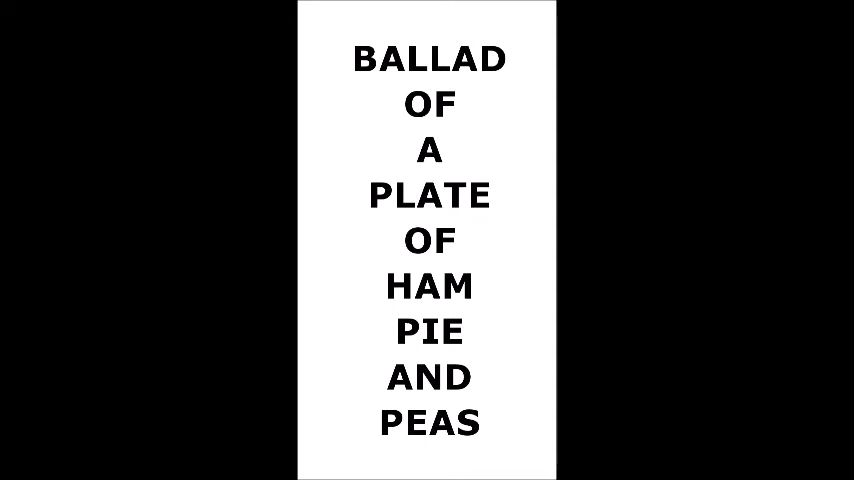 BALLAD
OF
A
PLATE
OF
HAM
PIE
AND
PEAS